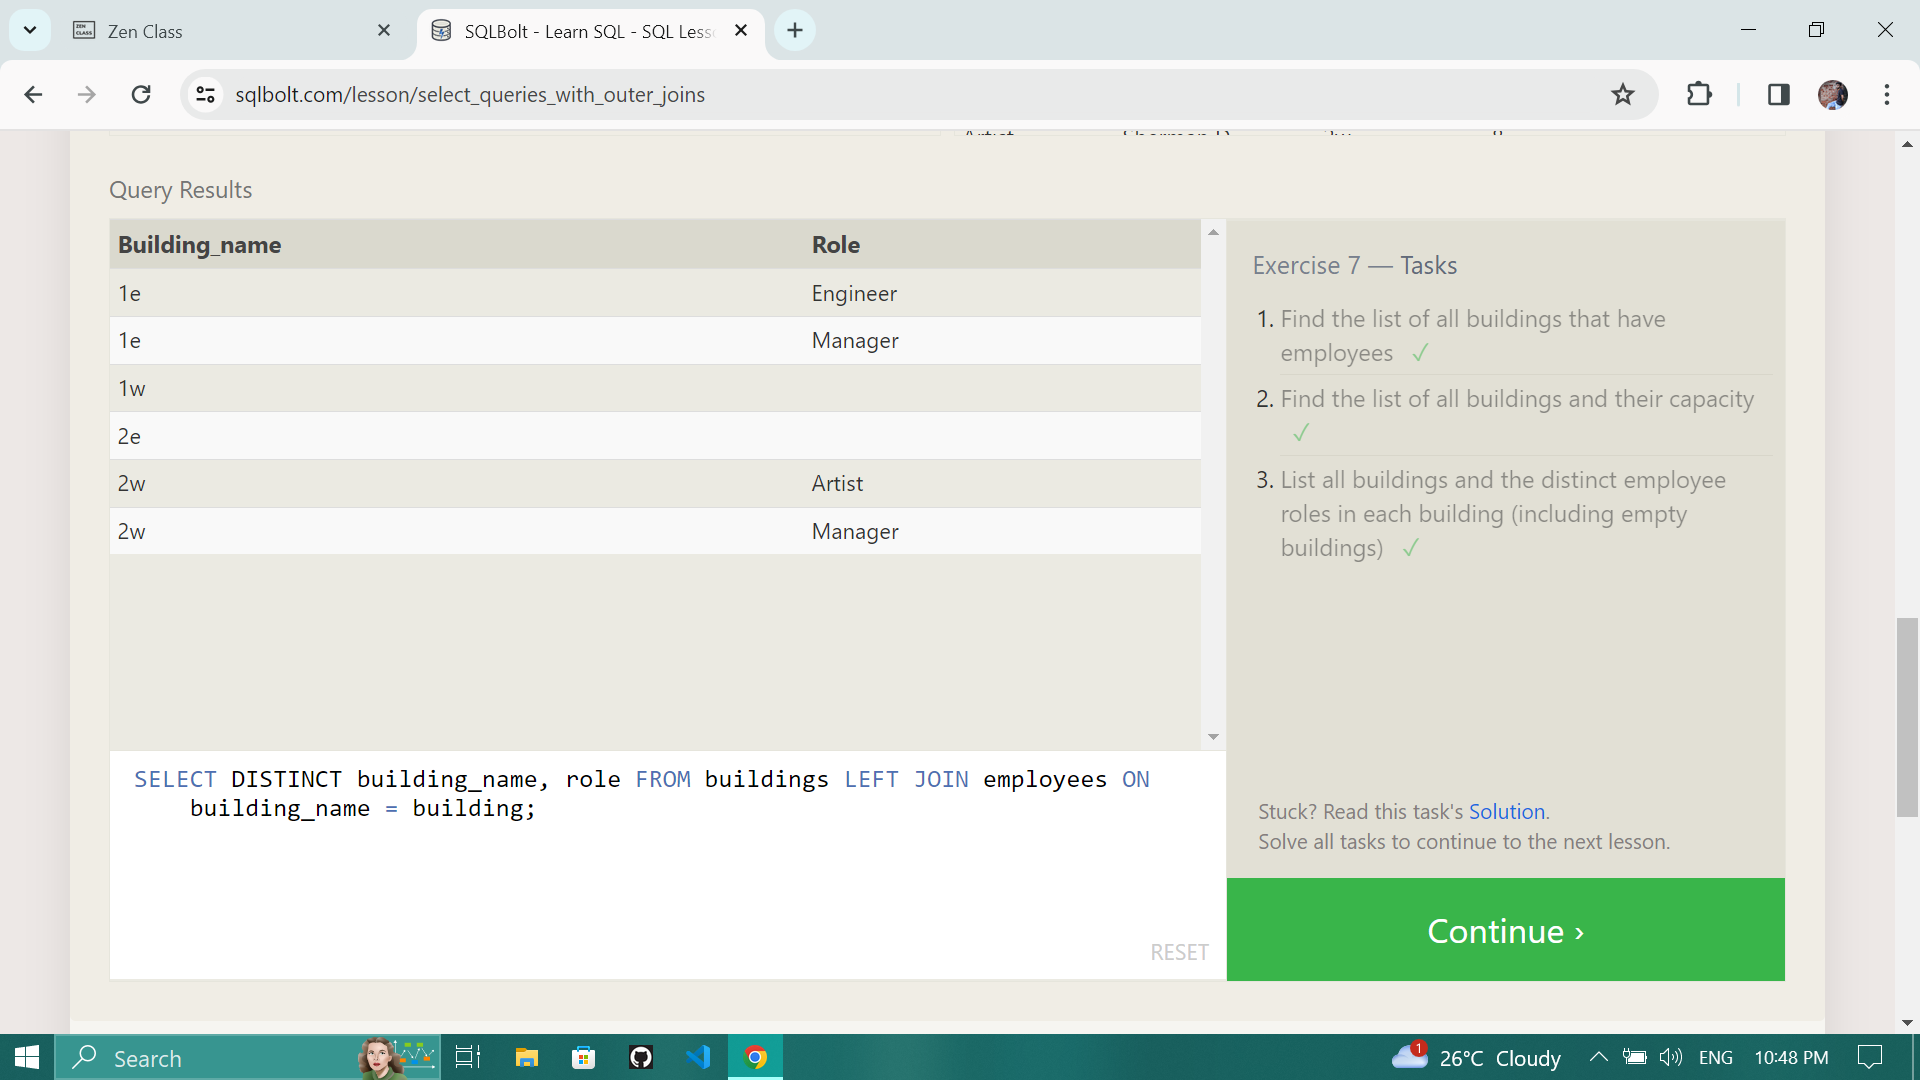 Zen Class
SQLBolt - Learn SQL - SQL Less
sqlbolt.com/lesson/select_queries_with_outer_joins
Query Results
Building_name Role
1e Engineer
1e Manager
1w
2e
2w Artist
2w Manager
SELECT DISTINCT building_name, role FROM buildings LEFT JOIN employees ON
building_name = building;
RESET
Exercise 7 — Tasks
1. Find the list of all buildings that have
employees ✓
2. Find the list of all buildings and their capacity
✓
3. List all buildings and the distinct employee
roles in each building (including empty
buildings) ✓
Stuck? Read this task's Solution.
Solve all tasks to continue to the next lesson.
Continue ›
Search
1
26°C Cloudy
ENG
10:48 PM